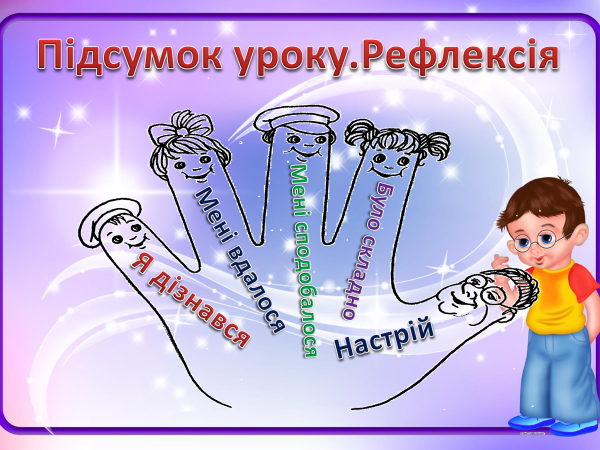 Підсумок уроку.Рефлексія
Я дізнався
Мені вдалося
Мені сподобалося
Було складно
Настрій